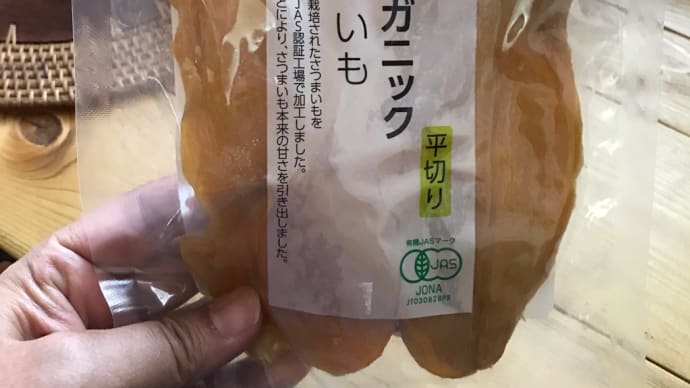 ガニック
いも
平切り
栽培されたさつまいもを
JAS認証工場で加工しました。
とにより、さつまいも本来の甘さを引き出しました。
有機JASマーク
JAS
JONA
JT030828PR